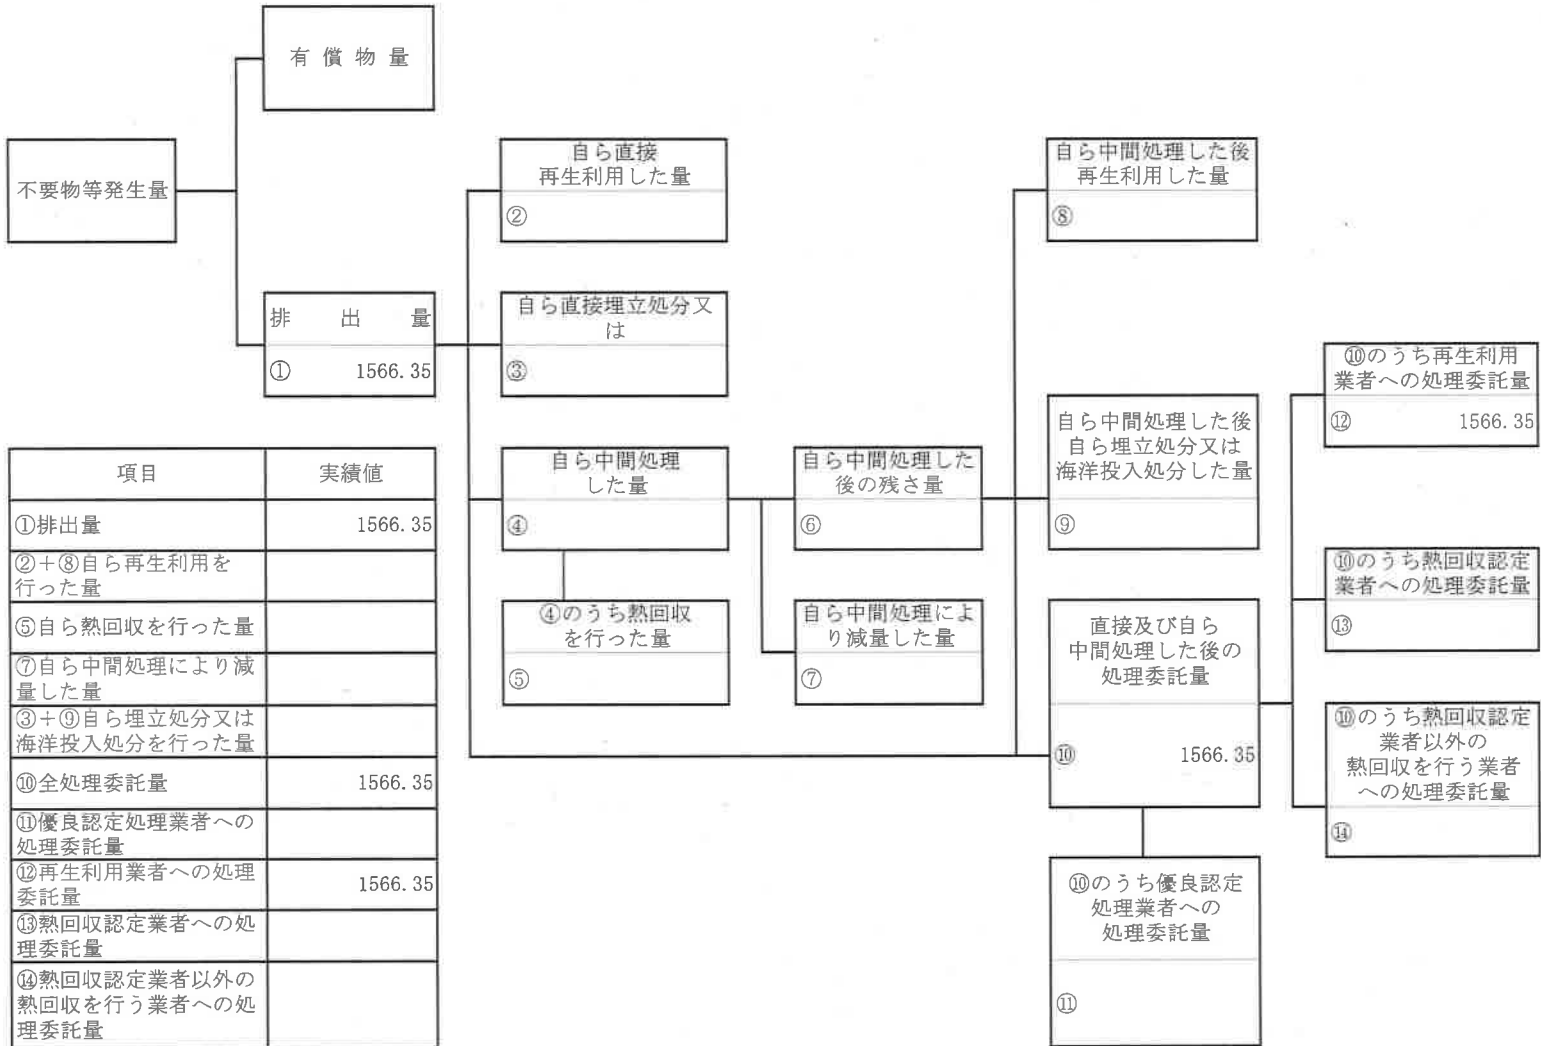 有償物量
不要物等発生量
排出量
① 1566.35
自ら直接
再生利用した量
②
自ら直接埋立処分又
は
③
自ら中間処理
した量
④
④のうち熱回収
を行った量
⑤
自ら中間処理した
後の残さ量
⑥
自ら中間処理によ
り減量した量
⑦
自ら中間処理した後
再生利用した量
⑧
自ら中間処理した後
自ら埋立処分又は
海洋投入処分した量
⑨
直接及び自ら
中間処理した後の
処理委託量
⑩ 1566.35
⑩のうち優良認定
処理業者への
処理委託量
⑪
⑩のうち再生利用
業者への処理委託量
⑫ 1566.35
⑩のうち熱回収認定
業者への処理委託量
⑬
⑩のうち熱回収認定
業者以外の
熱回収を行う業者
への処理委託量
⑭
項目 実績値
①排出量 1566.35
②＋⑧自ら再生利用を
行った量
⑤自ら熱回収を行った量
⑦自ら中間処理により減
量した量
③＋⑨自ら埋立処分又は
海洋投入処分を行った量
⑩全処理委託量 1566.35
⑪優良認定処理業者への
処理委託量
⑫再生利用業者への処理
委託量 1566.35
⑬熱回収認定業者への処
理委託量
⑭熱回収認定業者以外の
熱回収を行う業者への処
理委託量